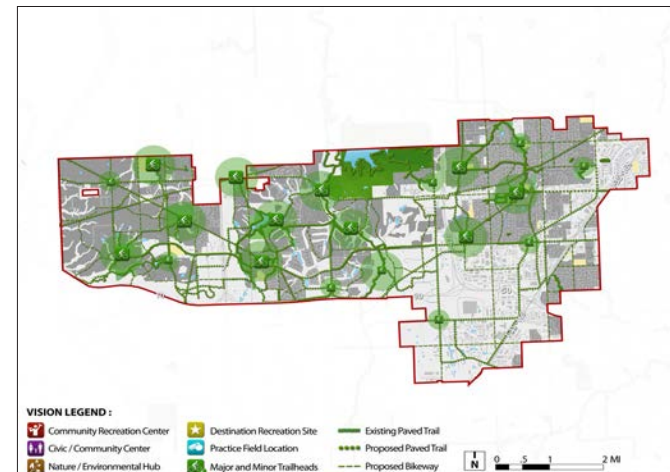 VISION LEGEND :
Community Recreation Center
Civic / Community Center
Nature / Environmental Hub
Destination Recreation Site
Practice Field Location
Major and Minor Trailheads
Existing Paved Trail
Proposed Paved Trail
Proposed Bikeway
N
0 .5 1 2 MI